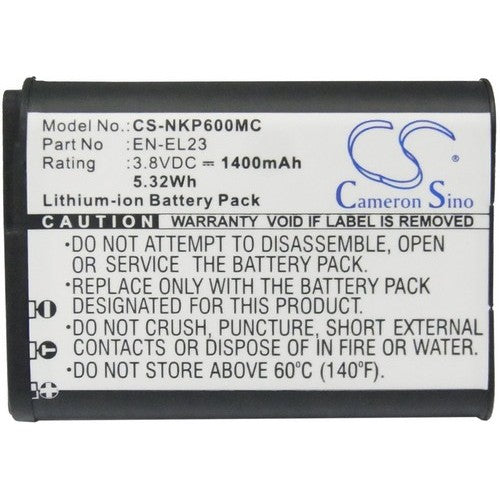 Model No: CS-NKP600MC
Part No EN-EL23
Rating : 3.8VDC ⎓ 1400mAh
5.32Wh
Lithium-ion Battery Pack
CS
Cameron Sino
CAUTION WARRANTY VOID IF LABEL IS REMOVED
•DO NOT ATTEMPT TO DISASSEMBLE, OPEN
OR SERVICE THE BATTERY PACK.
•REPLACE ONLY WITH THE BATTERY PACK
DESIGNATED FOR THIS EQUIPMENT
•DO NOT CRUSH, PUNCTURE, SHORT EXTERNAL
CONTACTS OR DISPOSE OF IN FIRE OR WATER.
•DO NOT DISPOSE ABOVE 60°C (140°F).